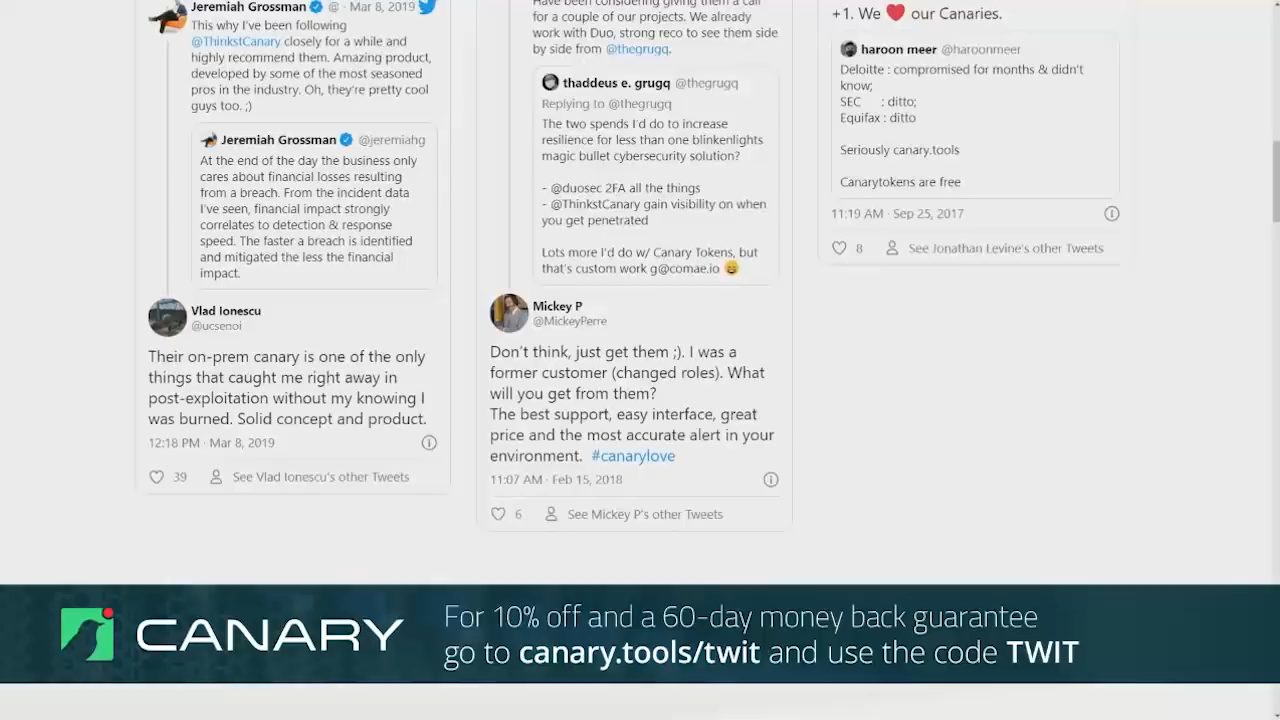 Jeremiah Grossman @ · Mar 8, 2019
This why I've been following
@ThinkstCanary closely for a while and
highly recommend them. Amazing product,
developed by some of the most seasoned
pros in the industry. Oh, they're pretty cool
guys too. ;)
Jeremiah Grossman @jeremiahg
At the end of the day the business only
cares about financial losses resulting
from a breach. From the incident data
I've seen, financial impact strongly
correlates to detection & response
speed. The faster a breach is identified
and mitigated the less the financial
impact.
Vlad Ionescu
@ucsenoi
Their on-prem canary is one of the only
things that caught me right away in
post-exploitation without my knowing I
was burned. Solid concept and product.
12:18 PM · Mar 8, 2019
39 See Vlad Ionescu's other Tweets
Have been considering giving them a call
for a couple of our projects. We already
work with Duo, strong reco to see them side
by side from @thegrugq.
thaddeus e. grugq @thegrugq
Replying to @thegrugq
The two spends I'd do to increase
resilience for less than one blinkenlights
magic bullet cybersecurity solution?
- @duosec 2FA all the things
- @ThinkstCanary gain visibility on when
you get penetrated
Lots more I'd do w/ Canary Tokens, but
that's custom work g@comae.io 😄
Mickey P
@MickeyPerre
Don't think, just get them ;). I was a
former customer (changed roles). What
will you get from them?
The best support, easy interface, great
price and the most accurate alert in your
environment. #canarylove
11:07 AM · Feb 15, 2018
6 See Mickey P's other Tweets
+1. We ❤ our Canaries.
haroon meer @haroonmeer
Deloitte : compromised for months & didn't
know;
SEC : ditto;
Equifax : ditto
Seriously canary.tools
Canarytokens are free
11:19 AM · Sep 25, 2017
8 See Jonathan Levine's other Tweets
CANARY
For 10% off and a 60-day money back guarantee
go to canary.tools/twit and use the code TWIT